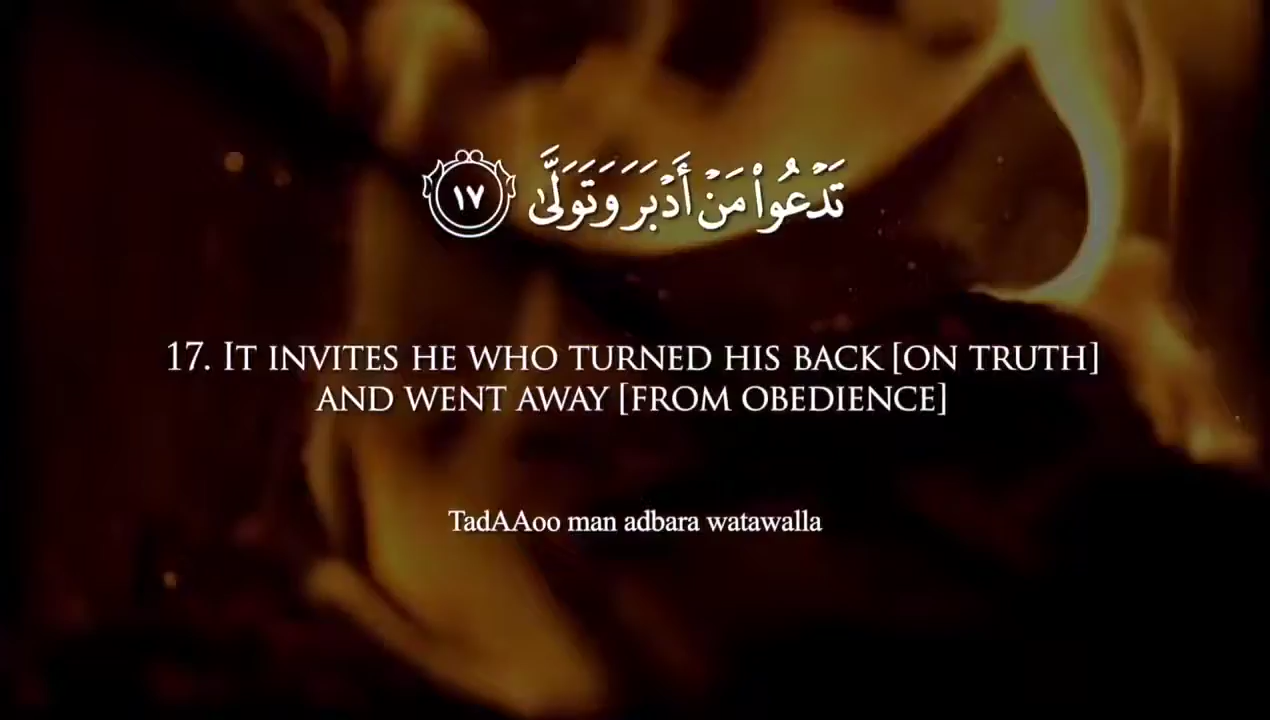 تَدْعُوا۟ مَنْ أَدْبَرَ وَتَوَلَّىٰ ١٧
17. It invites he who turned his back [on truth]
and went away [from obedience]
TadAAoo man adbara watawalla